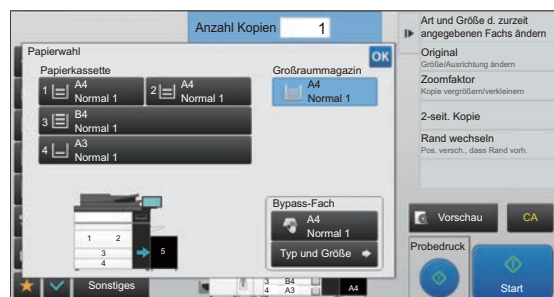 Anzahl Kopien 1
Papierwahl
OK
Papierkassette
1 A4
Normal 1
2 A4
Normal 1
3 B4
Normal 1
4 A3
Normal 1
Großraummagazin
A4
Normal 1
1 2
3
4
5
Bypass-Fach
A4
Normal 1
Typ und Größe
Sonstiges
3 B4
4 A3
A4
Art und Größe d. zurzeit
angegebenen Fachs ändern
Original
Größe/Ausrichtung ändern
Zoomfaktor
Kopie vergrößern/verkleinem
2-seit. Kopie
Rand wechseln
Pos. versch., dass Rand vorh.
Vorschau
CA
Probedruck
Start